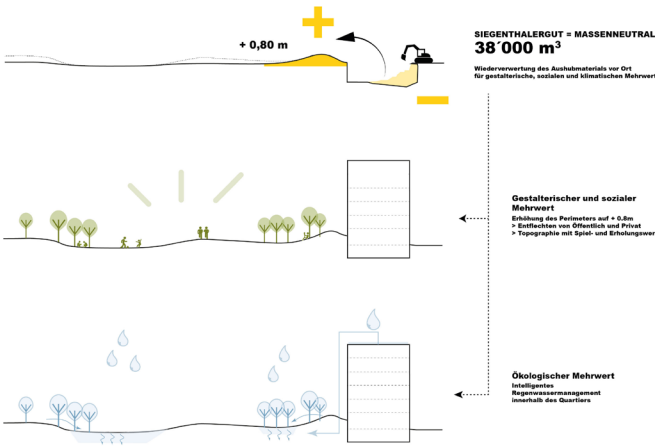 SIEGENTHALERGUT = MASSENNEUTRAL
38´000 m³
+ 0,80 m
Wiederverwertung des Aushubmaterials vor Ort
für gestalterische, sozialen und klimatischen Mehrwert
Gestalterischer und sozialer
Mehrwert
Erhöhung des Perimeters auf + 0.8m
> Entflechten von Öffentlich und Privat
> Topographie mit Spiel- und Erholungswer
Ökologischer Mehrwert
Intelligentes
Regenwassermanagement
innerhalb des Quartiers